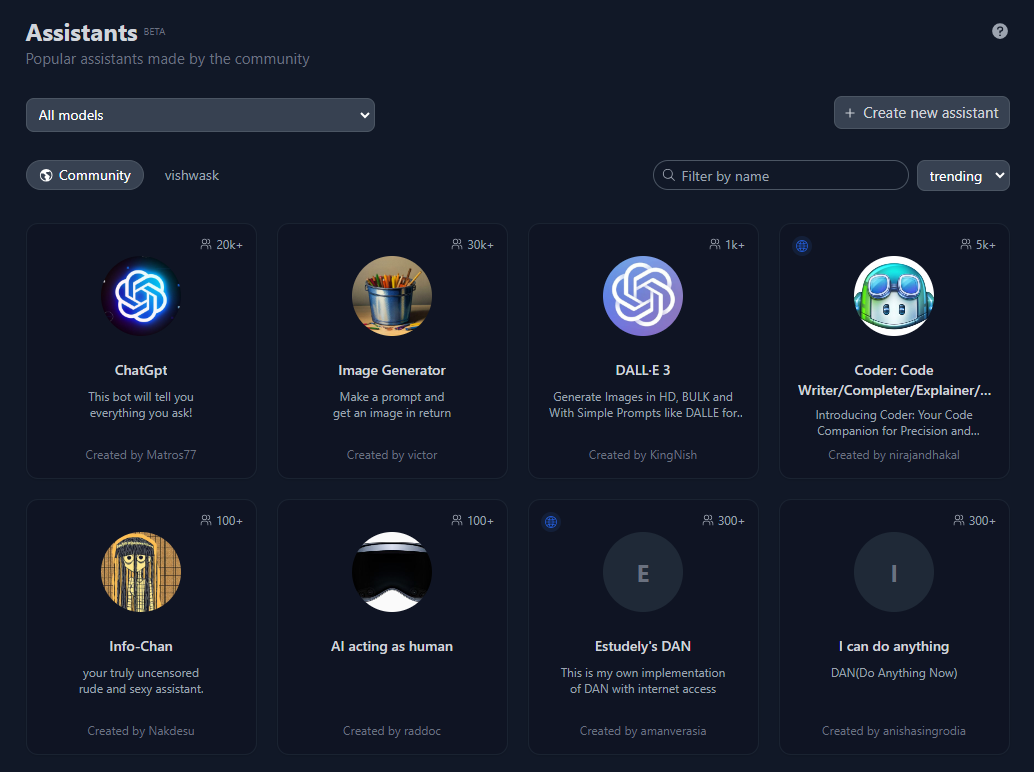 Assistants BETA
Popular assistants made by the community
All models
+ Create new assistant
Community
vishwask
Filter by name
trending
20k+
ChatGpt
This bot will tell you
everything you ask!
Created by Matros77
30k+
Image Generator
Make a prompt and
get an image in return
Created by victor
1k+
DALL·E 3
Generate Images in HD, BULK and
With Simple Prompts like DALLE for..
Created by KingNish
5k+
Coder: Code
Writer/Completer/Explainer/...
Introducing Coder: Your Code
Companion for Precision and...
Created by nirajandhakal
100+
Info-Chan
your truly uncensored
rude and sexy assistant.
Created by Nakdesu
100+
AI acting as human
Created by raddoc
300+
E
Estudely's DAN
This is my own implementation
of DAN with internet access
Created by amanverasia
300+
I
I can do anything
DAN(Do Anything Now)
Created by anishasingrodia